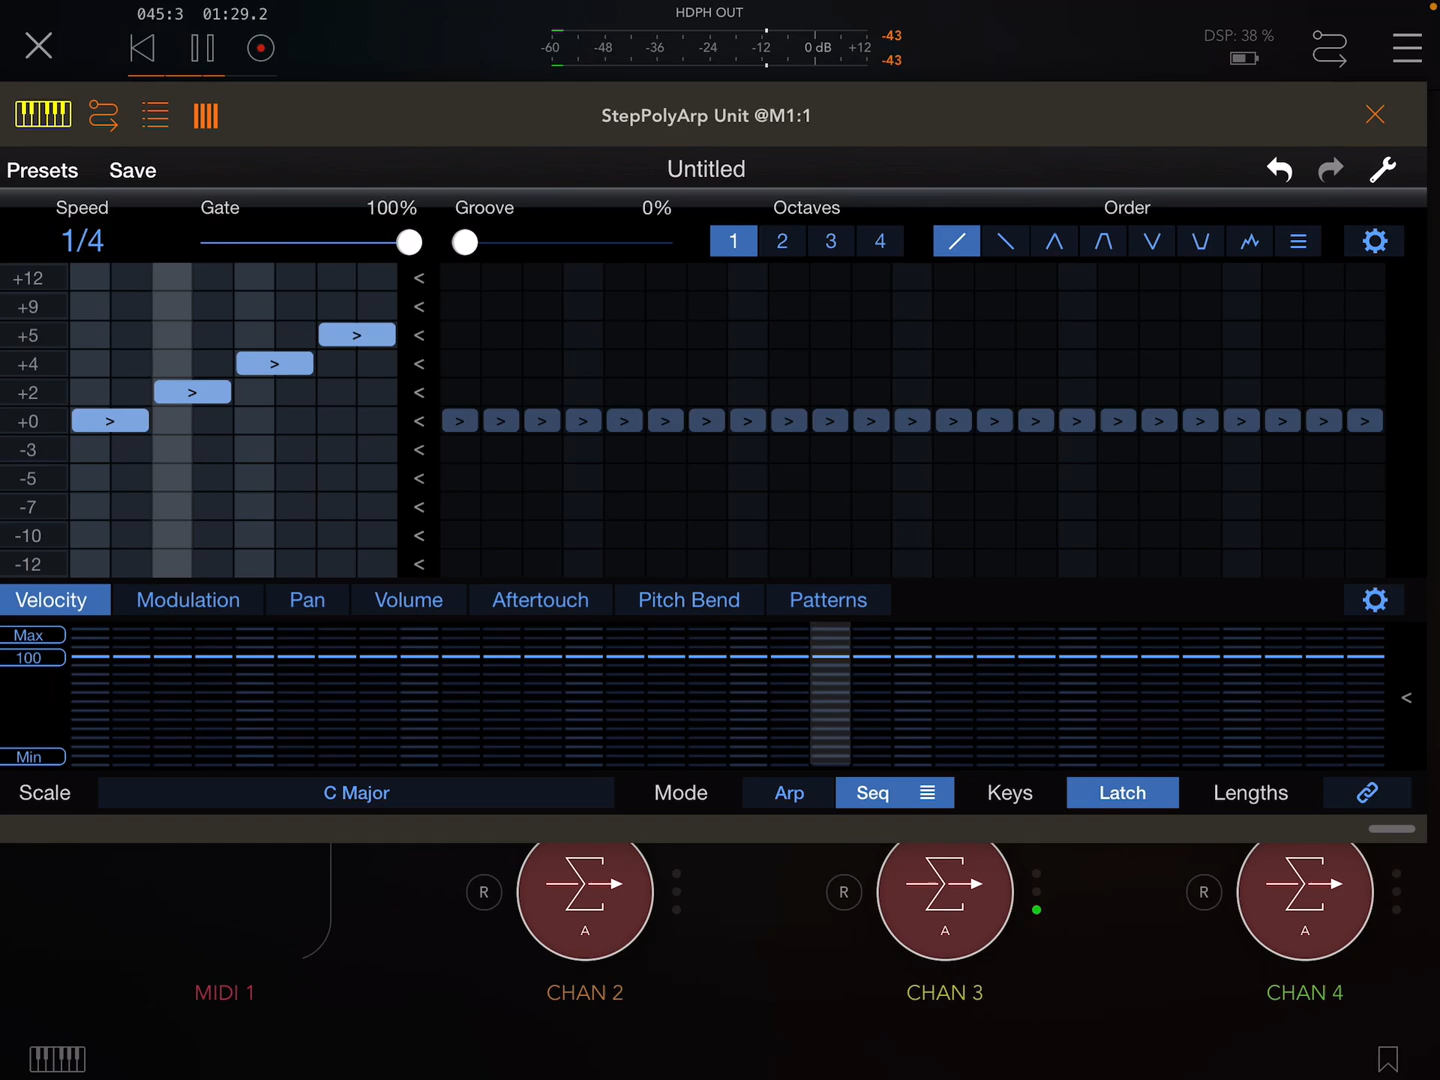 045:3 01:29.2
HDPH OUT
-60 -48 -36 -24 -12 0 dB +12
-43
-43
DSP: 38 %
StepPolyArp Unit @M1:1
Presets Save Untitled
Speed Gate 100% Groove 0% Octaves Order
1/4 1 2 3 4
+12 <
+9 <
+5 > <
+4 > <
+2 > <
+0 > < > > > > > > > > > > > > > > > > > > > > > > >
-3 <
-5 <
-7 <
-10 <
-12 <
Velocity Modulation Pan Volume Aftertouch Pitch Bend Patterns
Max
100
<
Min
Scale C Major Mode Arp Seq Keys Latch Lengths
R R R
A A A
MIDI 1 CHAN 2 CHAN 3 CHAN 4